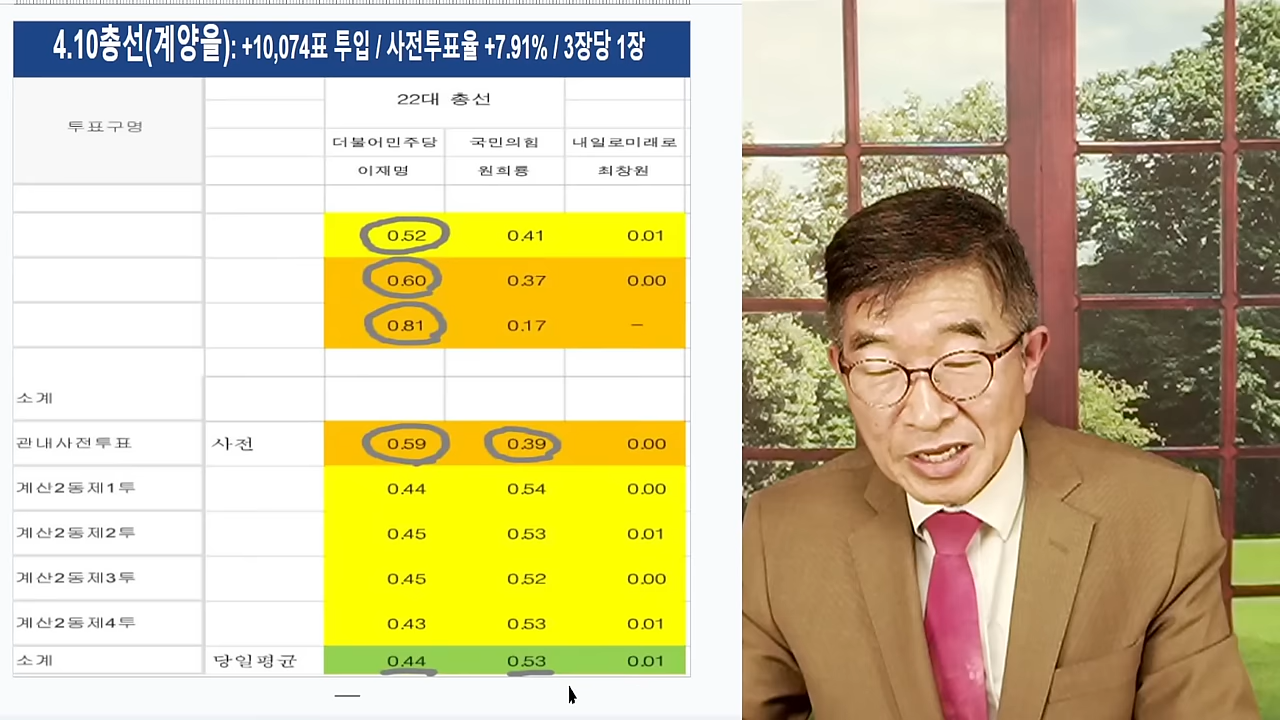 4.10총선(계양을): +10,074표 투입 / 사전투표율 +7.91% / 3장당 1장
투표구명
22대 총선
더불어민주당 국민의힘 내일로미래로
이재명 원희룡 최창원
0.52 0.41 0.01
0.60 0.37 0.00
0.81 0.17 –
소계
관내사전투표 사전 0.59 0.39 0.00
계산2동제1투 0.44 0.54 0.00
계산2동제2투 0.45 0.53 0.01
계산2동제3투 0.45 0.52 0.00
계산2동제4투 0.43 0.53 0.01
소계 당일평균 0.44 0.53 0.01